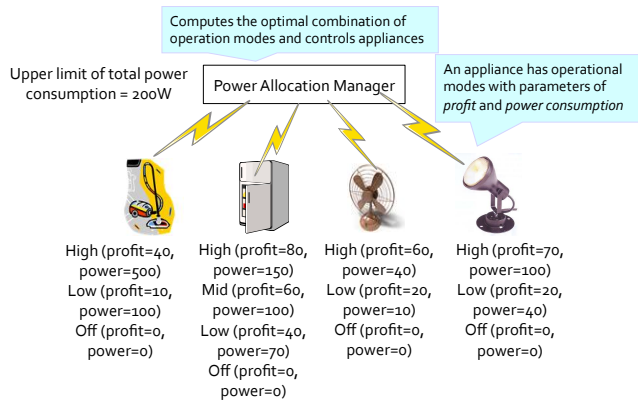 Computes the optimal combination of
operation modes and controls appliances
Upper limit of total power
consumption = 200W
Power Allocation Manager
An appliance has operational
modes with parameters of
profit and power consumption
High (profit=40,
power=500)
Low (profit=10,
power=100)
Off (profit=0,
power=0)
High (profit=80,
power=150)
Mid (profit=60,
power=100)
Low (profit=40,
power=70)
Off (profit=0,
power=0)
High (profit=60,
power=40)
Low (profit=20,
power=10)
Off (profit=0,
power=0)
High (profit=70,
power=100)
Low (profit=20,
power=40)
Off (profit=0,
power=0)